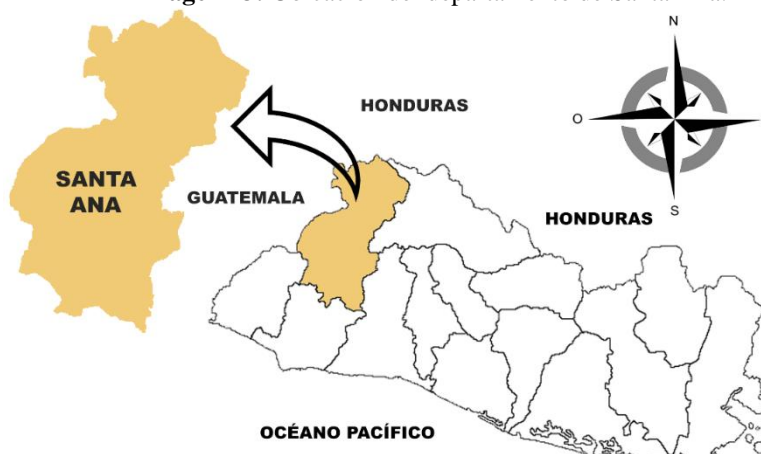 N
HONDURAS
O
SANTA
ANA
GUATEMALA
HONDURAS
S
OCÉANO PACÍFICO